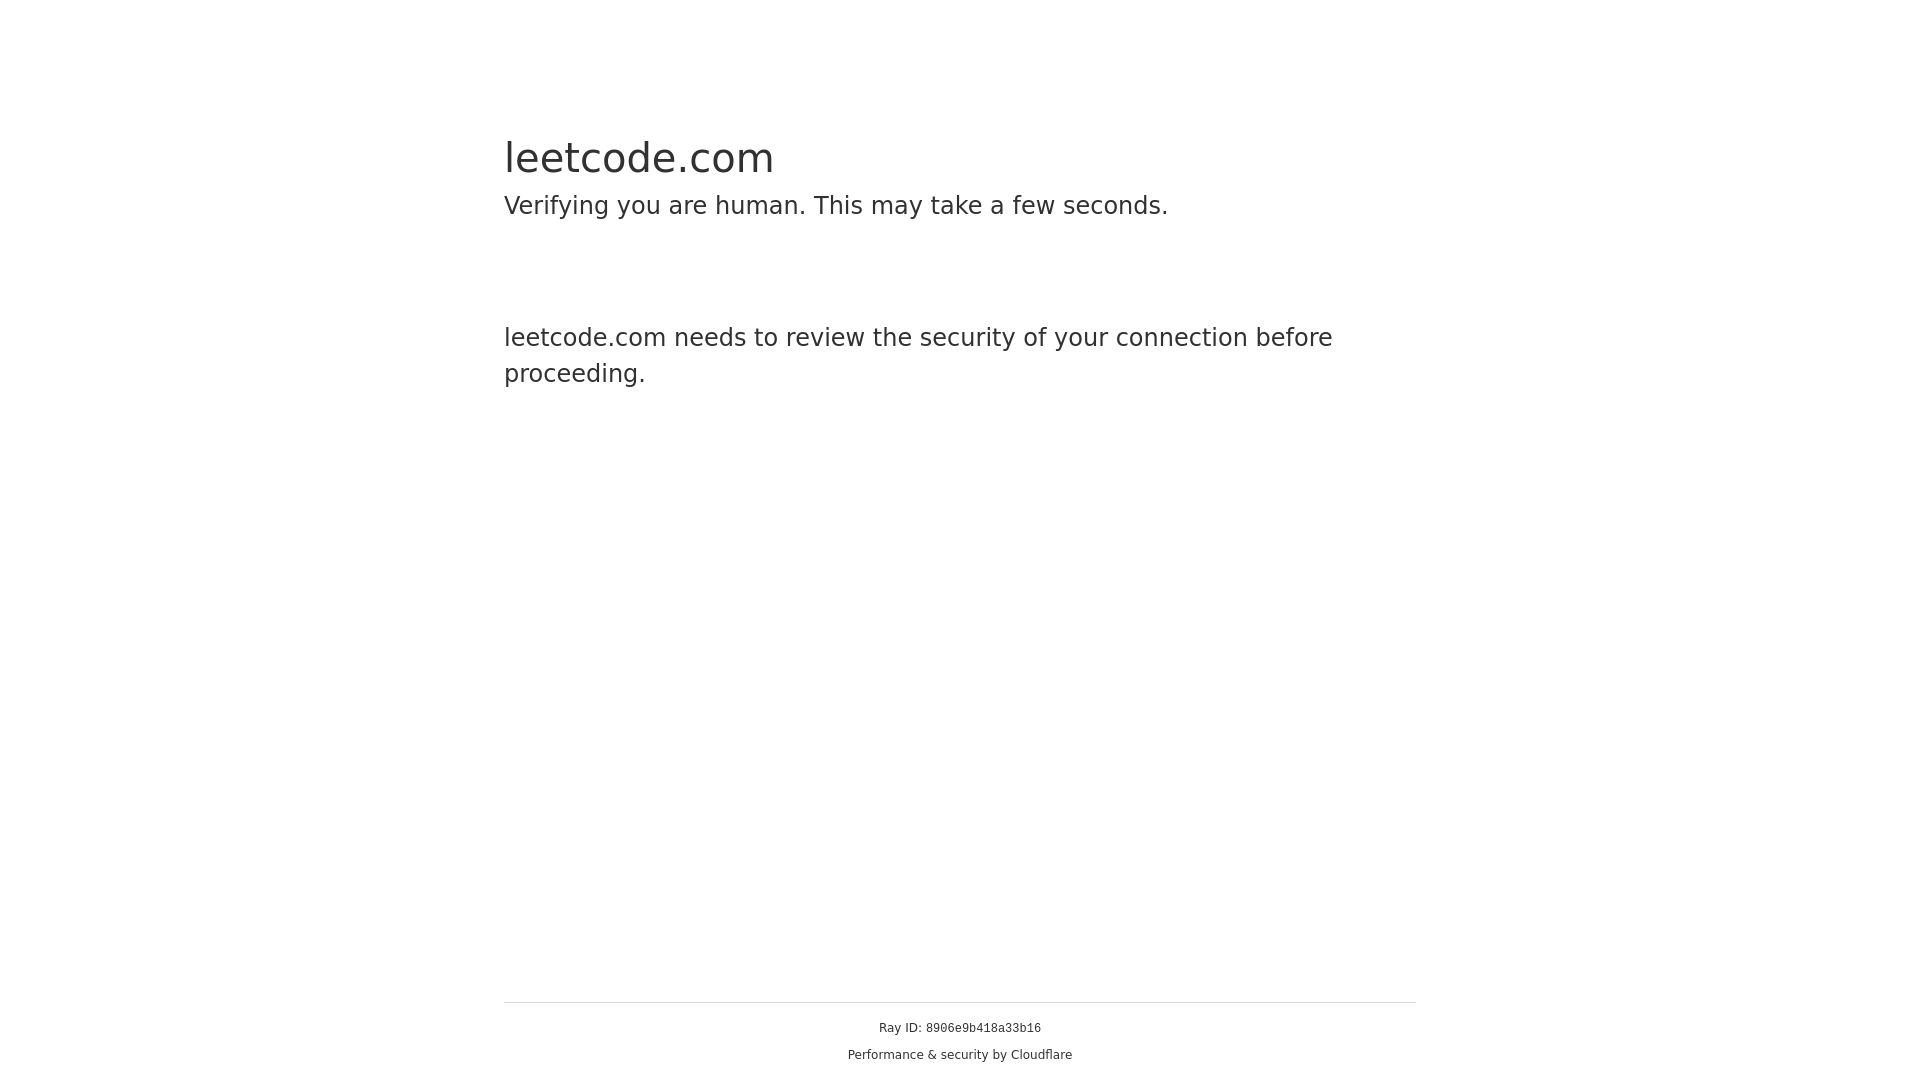 leetcode.com
Verifying you are human. This may take a few seconds.
leetcode.com needs to review the security of your connection before
proceeding.
Ray ID: 8906e9b418a33b16
Performance & security by Cloudflare